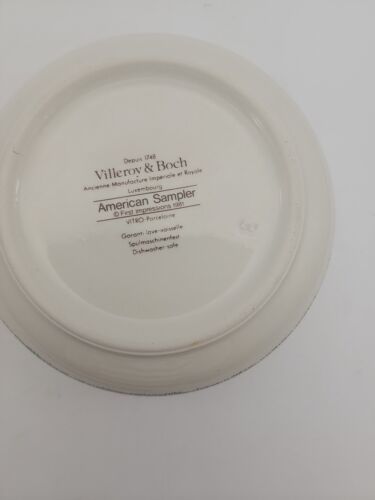 Depuis 1748
Villeroy & Boch
Ancienne Manufacture Impériale et Royale
Luxembourg
American Sampler
© First Impressions 1981
VITRO-Porcelaine
Garanti lave-vaisselle
Spülmaschinenfest
Dishwasher-safe